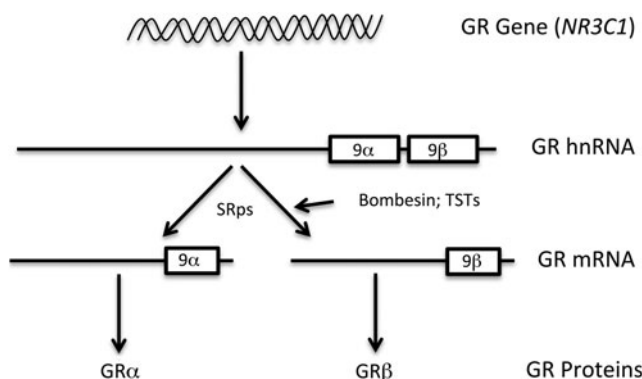 GR Gene (NR3C1)
9α 9β GR hnRNA
SRps Bombesin; TSTs
9α 9β GR mRNA
GRα GRβ GR Proteins